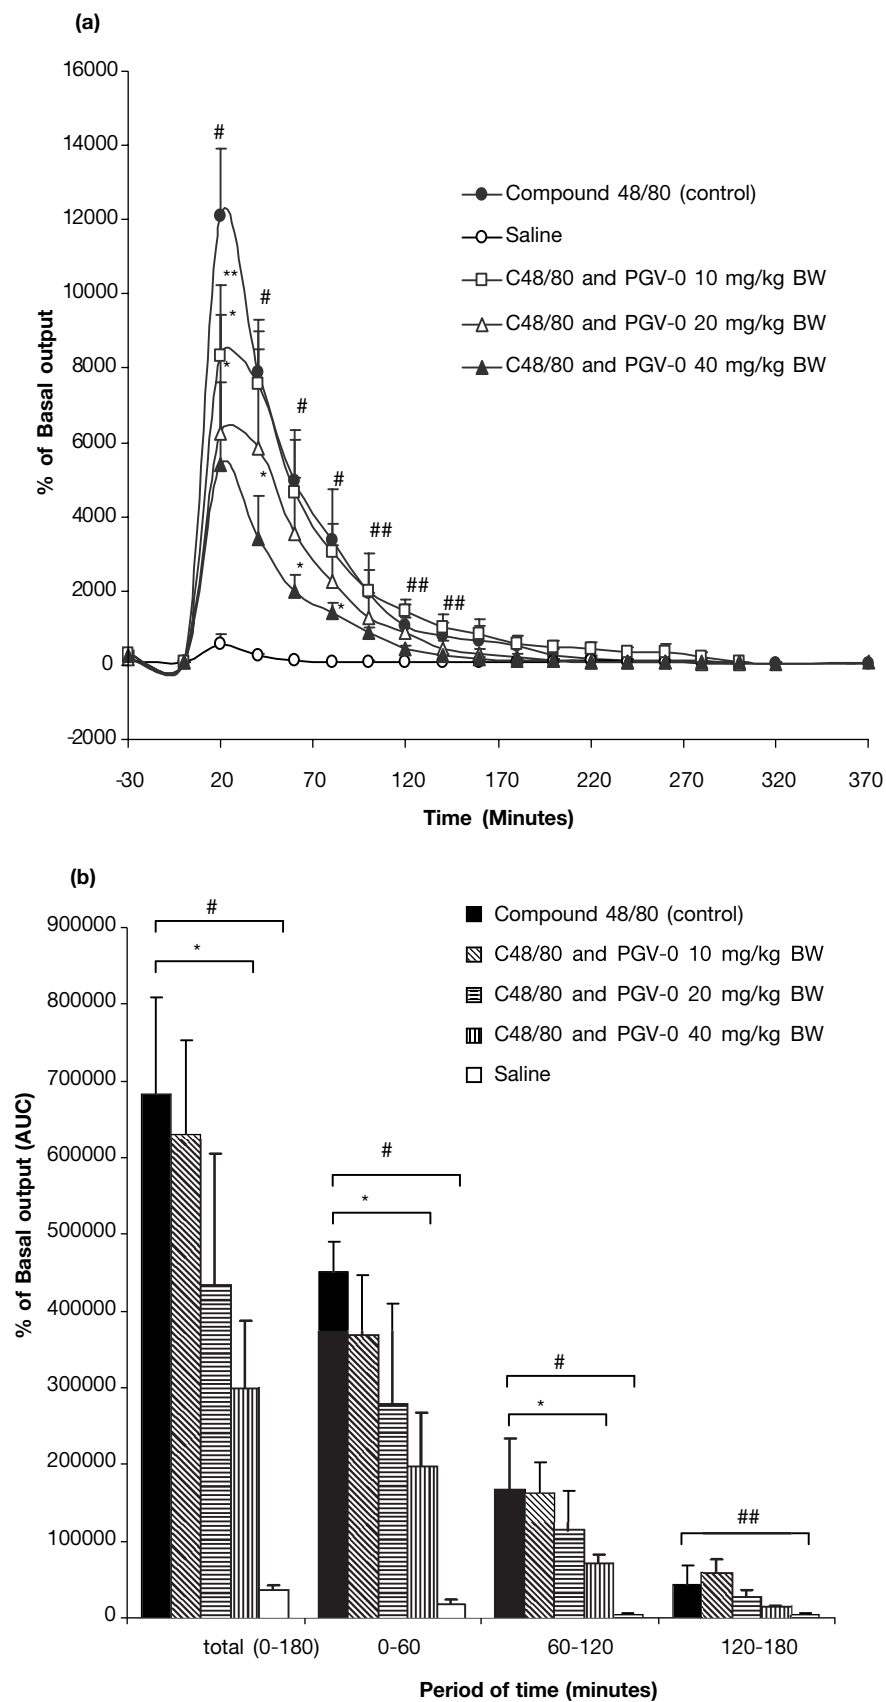 (a)
16000
14000
12000
10000
8000
6000
4000
2000
0
-2000
% of Basal output
#
**
*
*
#
#
*
#
*
##
*
##
##
Compound 48/80 (control)
Saline
C48/80 and PGV-0 10 mg/kg BW
C48/80 and PGV-0 20 mg/kg BW
C48/80 and PGV-0 40 mg/kg BW
-30 20 70 120 170 220 270 320 370
Time (Minutes)
(b)
900000
800000
700000
600000
500000
400000
300000
200000
100000
0
% of Basal output (AUC)
Compound 48/80 (control)
C48/80 and PGV-0 10 mg/kg BW
C48/80 and PGV-0 20 mg/kg BW
C48/80 and PGV-0 40 mg/kg BW
Saline
#
*
#
*
#
*
##
total (0-180) 0-60 60-120 120-180
Period of time (minutes)